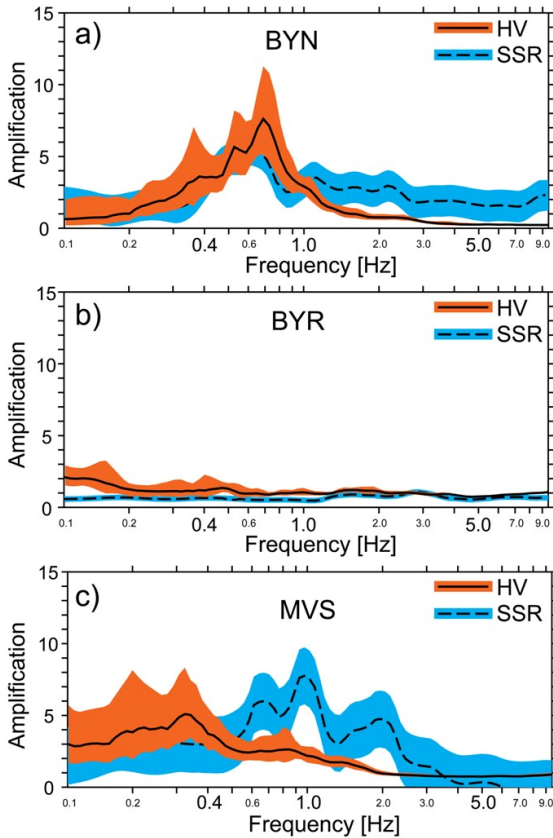 a)
BYN
HV
SSR
Amplification
15
10
5
0
0.1 0.2 0.4 0.6 1.0 2.0 3.0 5.0 7.0 9.0
Frequency [Hz]
b)
BYR
HV
SSR
Amplification
15
10
5
0
0.1 0.2 0.4 0.6 1.0 2.0 3.0 5.0 7.0 9.0
Frequency [Hz]
c)
MVS
HV
SSR
Amplification
15
10
5
0
0.1 0.2 0.4 0.6 1.0 2.0 3.0 5.0 7.0 9.0
Frequency [Hz]